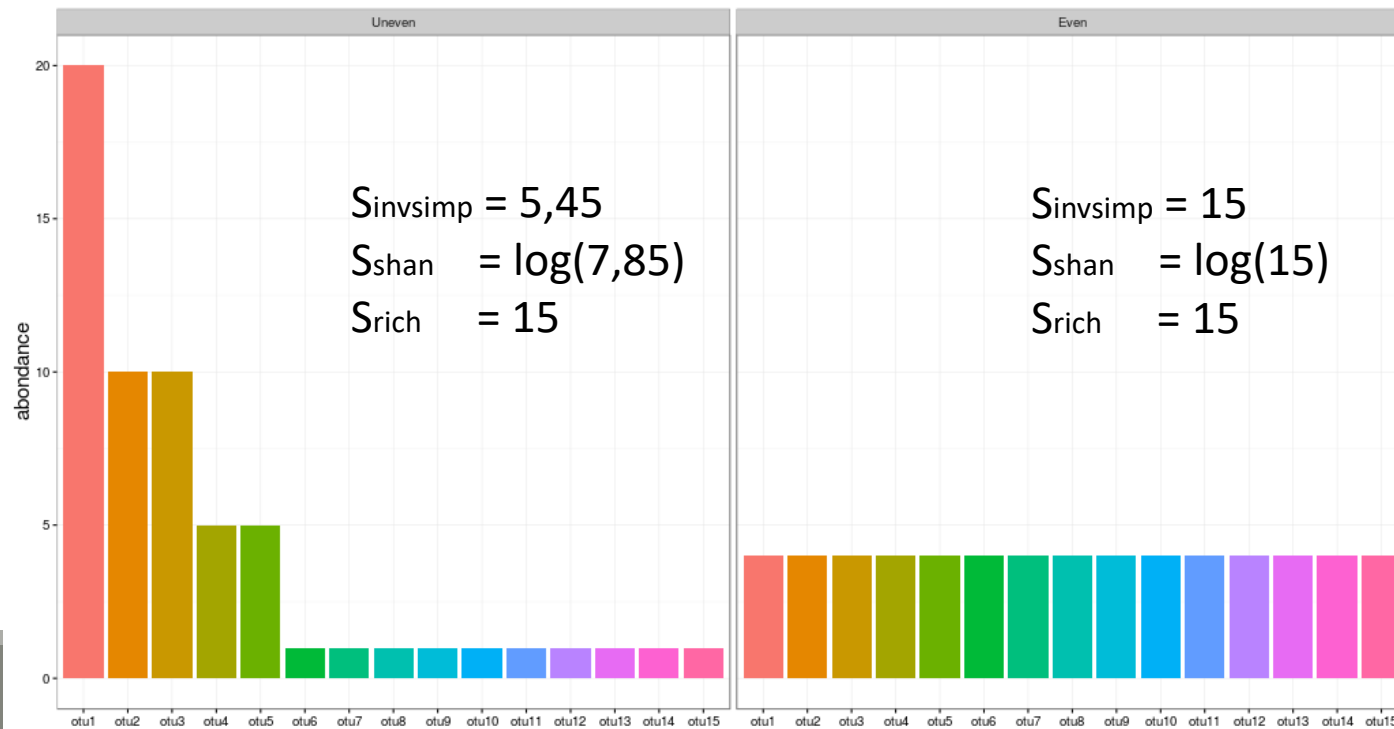 Uneven
Even
20
15
10
5
0
abondance
Sinvsimp = 5,45
Sshan = log(7,85)
Srich = 15
Sinvsimp = 15
Sshan = log(15)
Srich = 15
otu1 otu2 otu3 otu4 otu5 otu6 otu7 otu8 otu9 otu10 otu11 otu12 otu13 otu14 otu15
otu1 otu2 otu3 otu4 otu5 otu6 otu7 otu8 otu9 otu10 otu11 otu12 otu13 otu14 otu15